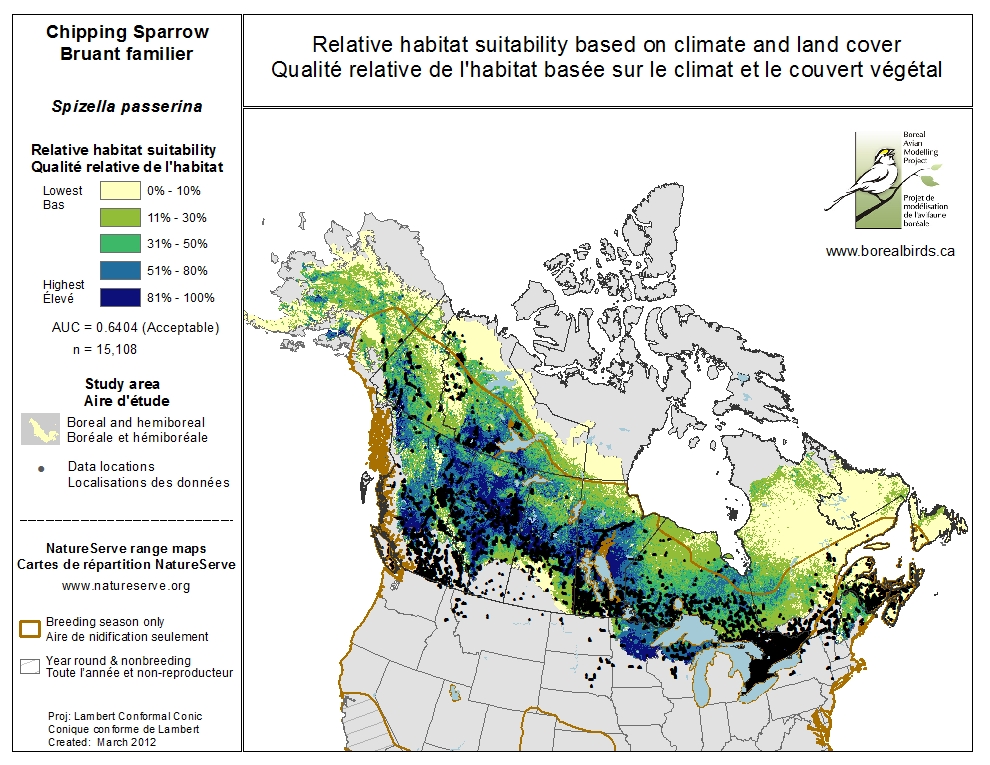 Chipping Sparrow
Bruant familier
Spizella passerina
Relative habitat suitability
Qualité relative de l'habitat
Lowest
Bas
0% - 10%
11% - 30%
31% - 50%
51% - 80%
Highest
Élevé
81% - 100%
AUC = 0.6404 (Acceptable)
n = 15,108
Study area
Aire d'étude
Boreal and hemiboreal
Boréale et hémiboréale
Data locations
Localisations des données
NatureServe range maps
Cartes de répartition NatureServe
www.natureserve.org
Breeding season only
Aire de nidification seulement
Year round & nonbreeding
Toute l'année et non-reproducteur
Proj: Lambert Conformal Conic
Conique conforme de Lambert
Created: March 2012
Relative habitat suitability based on climate and land cover
Qualité relative de l'habitat basée sur le climat et le couvert végétal
Boreal
Avian
Modelling
Project
Projet de
modélisation
de l'avifaune
boréale
www.borealbirds.ca